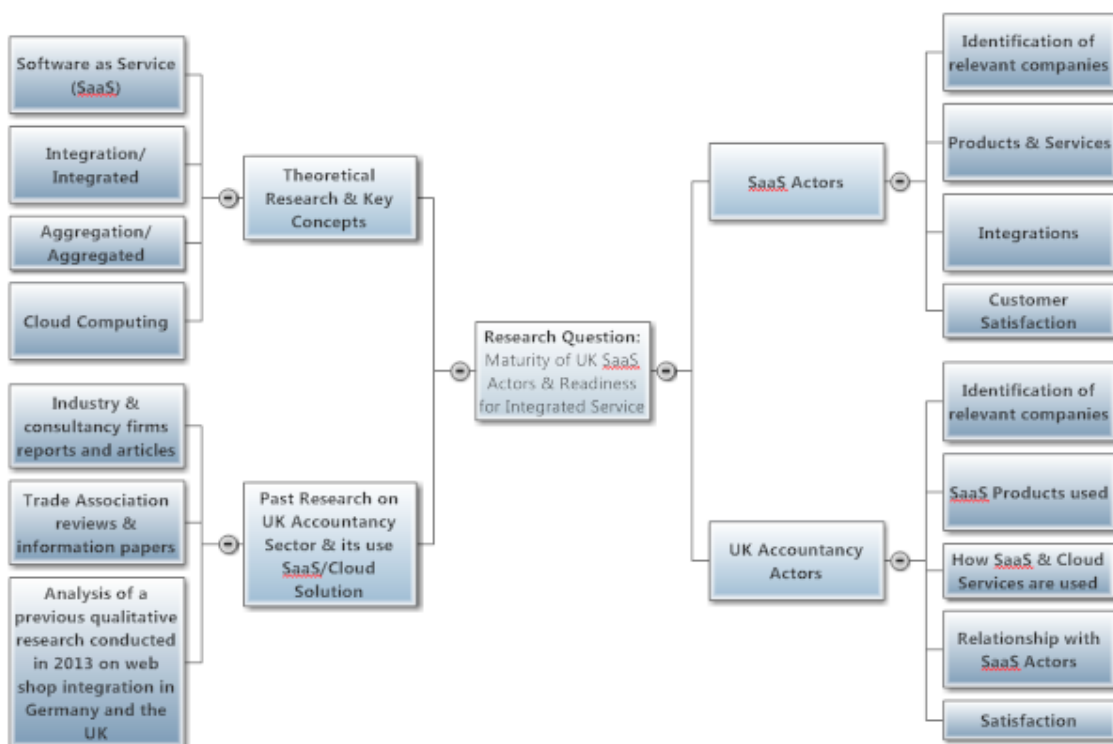 Software as Service
(SaaS)
Integration/
Integrated
Aggregation/
Aggregated
Cloud Computing
Theoretical
Research & Key
Concepts
Industry &
consultancy firms
reports and articles
Trade Association
reviews &
information papers
Analysis of a
previous qualitative
research conducted
in 2013 on web
shop integration in
Germany and the
UK
Past Research on
UK Accountancy
Sector & its use
SaaS/Cloud
Solution
Research Question:
Maturity of UK SaaS
Actors & Readiness
for Integrated Service
SaaS Actors
Identification of
relevant companies
Products & Services
Integrations
Customer
Satisfaction
UK Accountancy
Actors
Identification of
relevant companies
SaaS Products used
How SaaS & Cloud
Services are used
Relationship with
SaaS Actors
Satisfaction